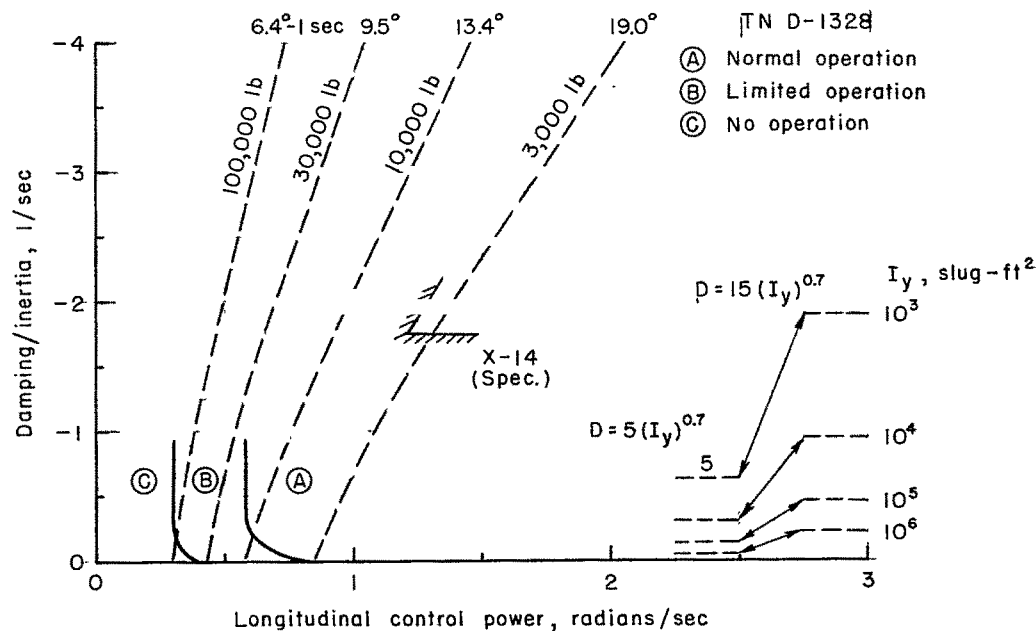 6.4°-1 sec 9.5° 13.4° 19.0°
TN D-1328
Ⓐ Normal operation
Ⓑ Limited operation
Ⓒ No operation
100,000 lb
30,000 lb
10,000 lb
3,000 lb
-4
-3
-2
-1
0
Damping/inertia, 1/sec
X-14
(Spec.)
I_y, slug-ft²
D=15(I_y)^0.7
10³
D=5(I_y)^0.7
10⁴
5
10⁵
10⁶
Ⓒ Ⓑ Ⓐ
0 1 2 3
Longitudinal control power, radians/sec